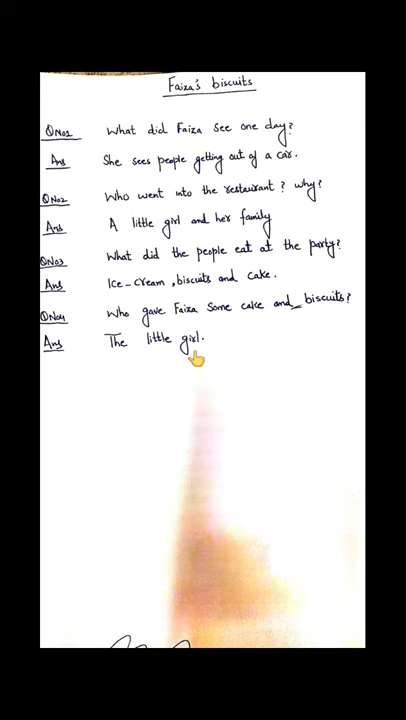 Faiza's biscuits
QNo1 What did Faiza see one day?
Ans She sees people getting out of a car.
QNo2 Who went into the restaurant? why?
Ans A little girl and her family
QNo3 What did the people eat at the party?
Ans Ice-cream, biscuits and cake.
QNo4 Who gave Faiza Some cake and biscuits?
Ans The little girl.